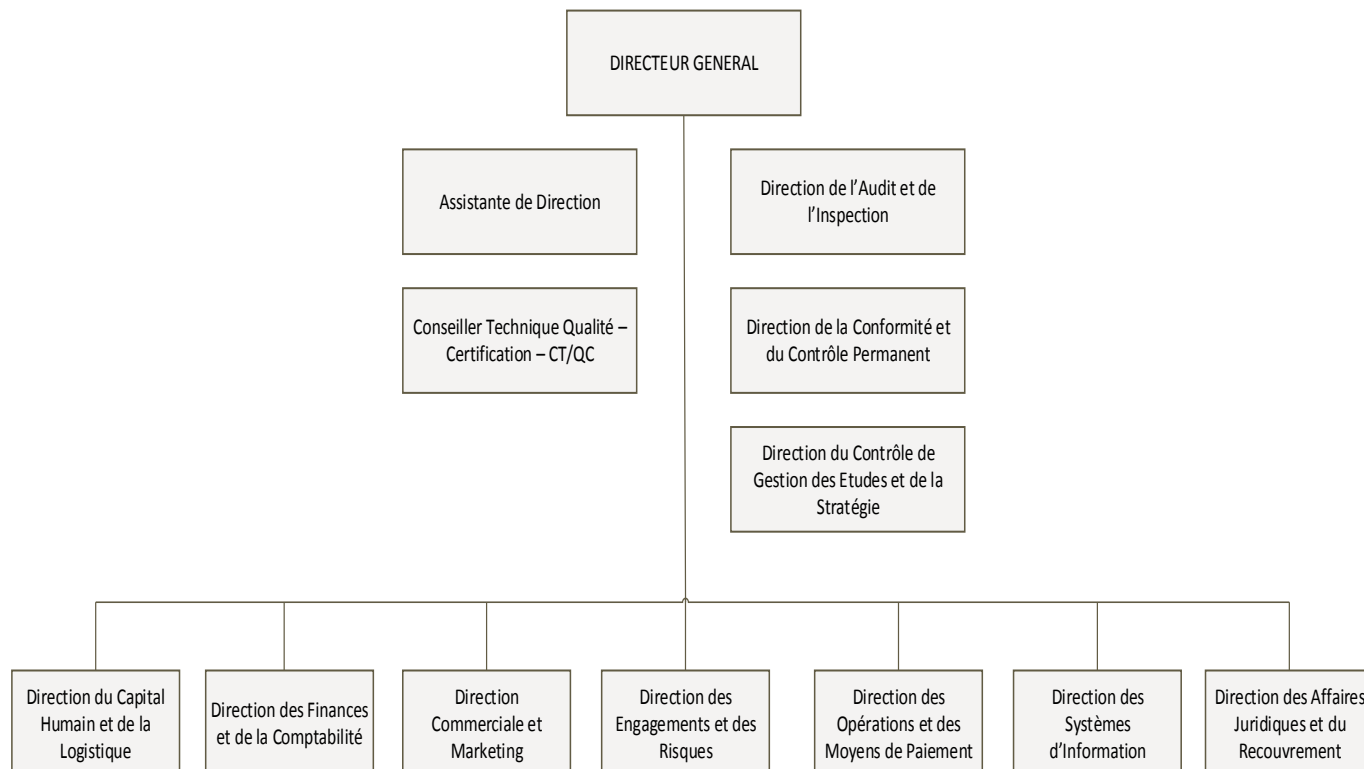 DIRECTEUR GENERAL
Assistante de Direction
Direction de l’Audit et de
l’Inspection
Conseiller Technique Qualité –
Certification – CT/QC
Direction de la Conformité et
du Contrôle Permanent
Direction du Contrôle de
Gestion des Etudes et de la
Stratégie
Direction du Capital
Humain et de la
Logistique
Direction des Finances
et de la Comptabilité
Direction
Commerciale et
Marketing
Direction des
Engagements et des
Risques
Direction des
Opérations et des
Moyens de Paiement
Direction des
Systèmes
d’Information
Direction des Affaires
Juridiques et du
Recouvrement